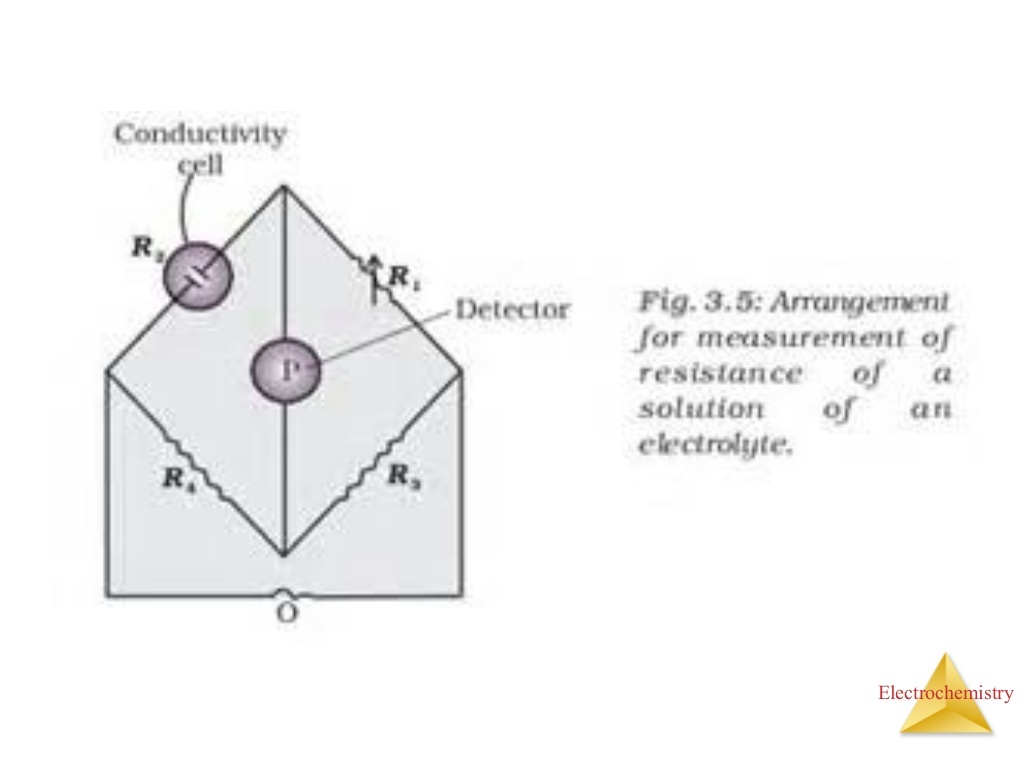 Conductivity
cell
R₂
R₁
Detector
P
R₄
R₃
O
Fig. 3.5: Arrangement
for measurement of
resistance of a
solution of an
electrolyte.
Electrochemistry